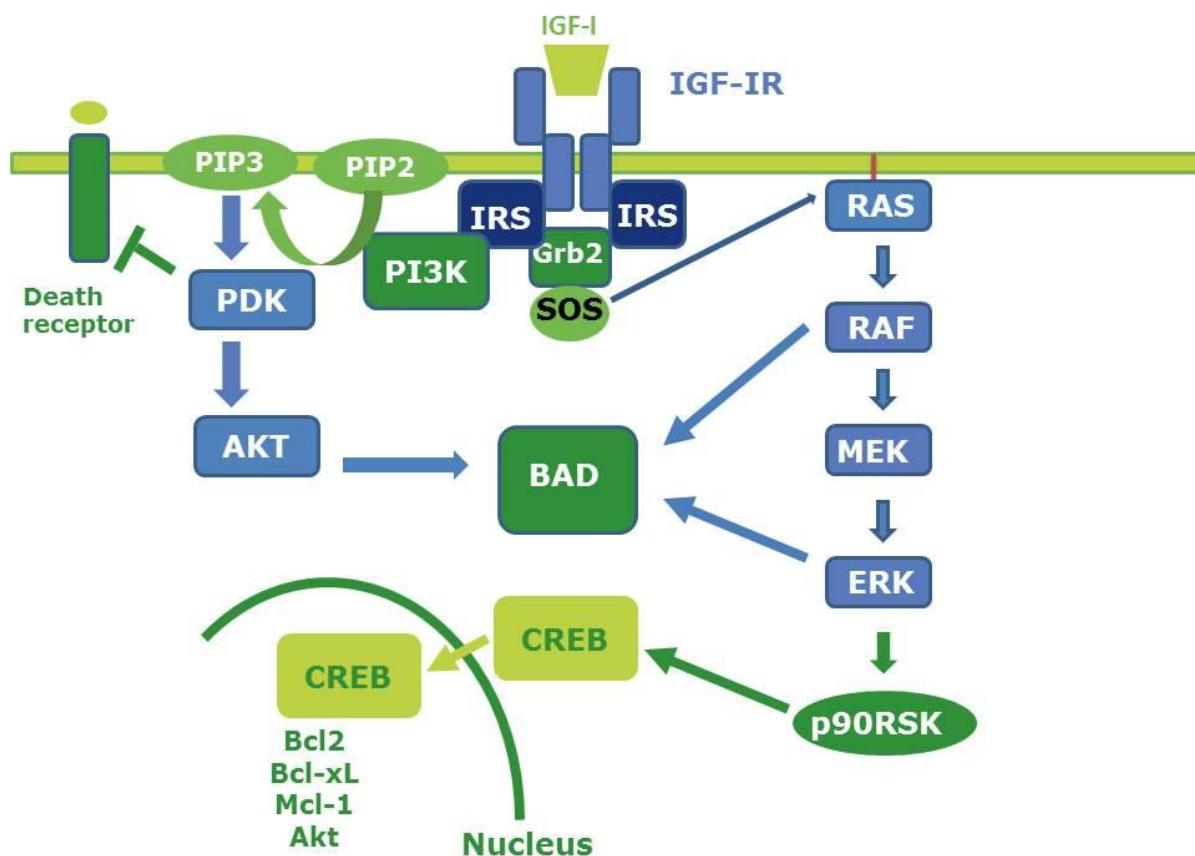 IGF-I
IGF-IR
PIP3
PIP2
IRS
IRS
RAS
Grb2
PI3K
SOS
PDK
Death
receptor
RAF
AKT
MEK
BAD
ERK
CREB
CREB
p90RSK
Bcl2
Bcl-xL
Mcl-1
Akt
Nucleus